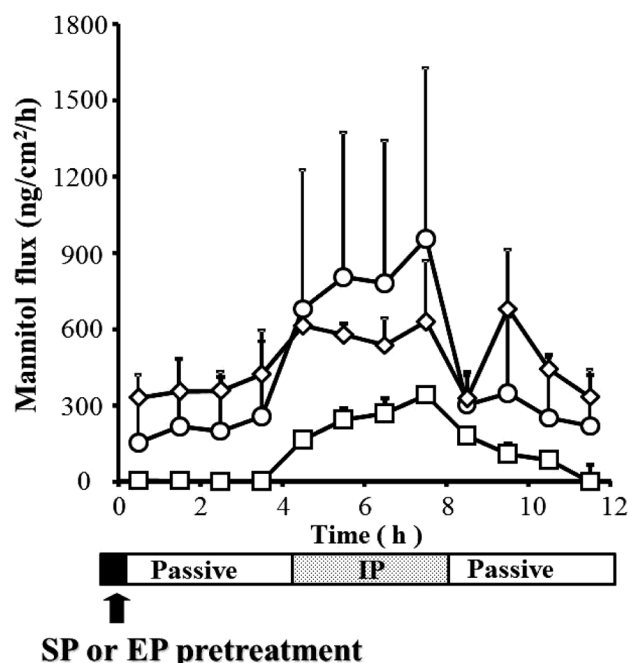 1800
1500
1200
900
600
300
0
Mannitol flux (ng/cm²/h)
0 2 4 6 8 10 12
Time ( h )
Passive IP Passive
SP or EP pretreatment